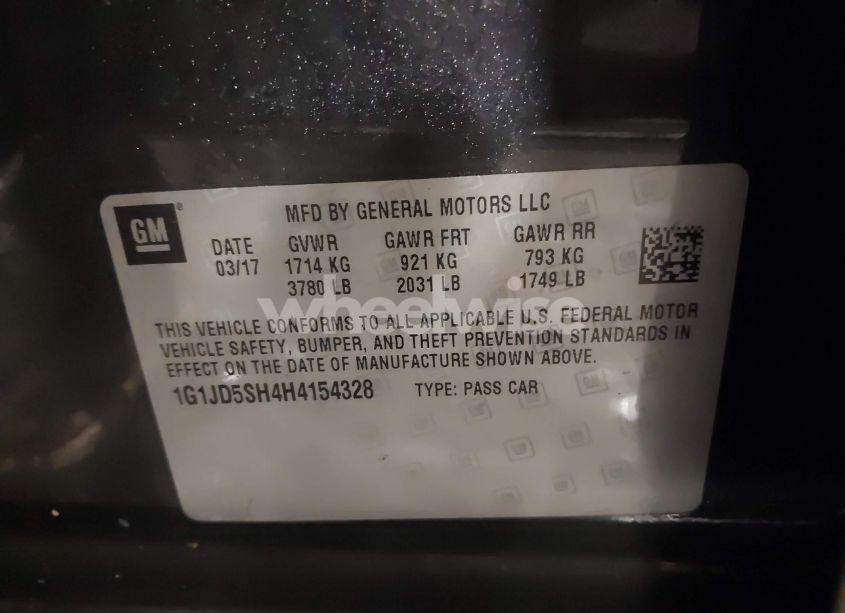 GM ®
MFD BY GENERAL MOTORS LLC
DATE GVWR GAWR FRT GAWR RR
03/17 1714 KG 921 KG 793 KG
3780 LB 2031 LB 1749 LB
wheelwise
THIS VEHICLE CONFORMS TO ALL APPLICABLE U.S. FEDERAL MOTOR
VEHICLE SAFETY, BUMPER, AND THEFT PREVENTION STANDARDS IN
EFFECT ON THE DATE OF MANUFACTURE SHOWN ABOVE.
1G1JD5SH4H4154328 TYPE: PASS CAR